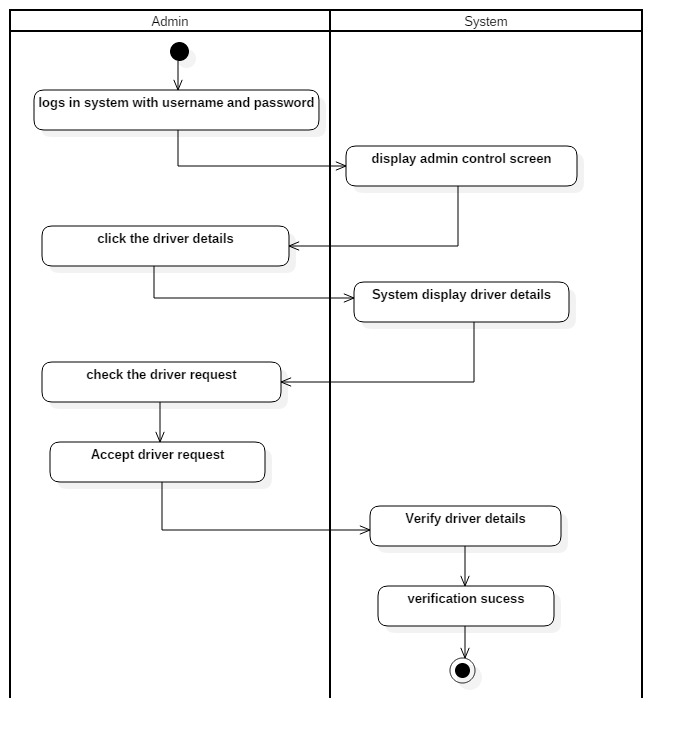 Admin
System
logs in system with username and password
display admin control screen
click the driver details
System display driver details
check the driver request
Accept driver request
Verify driver details
verification sucess